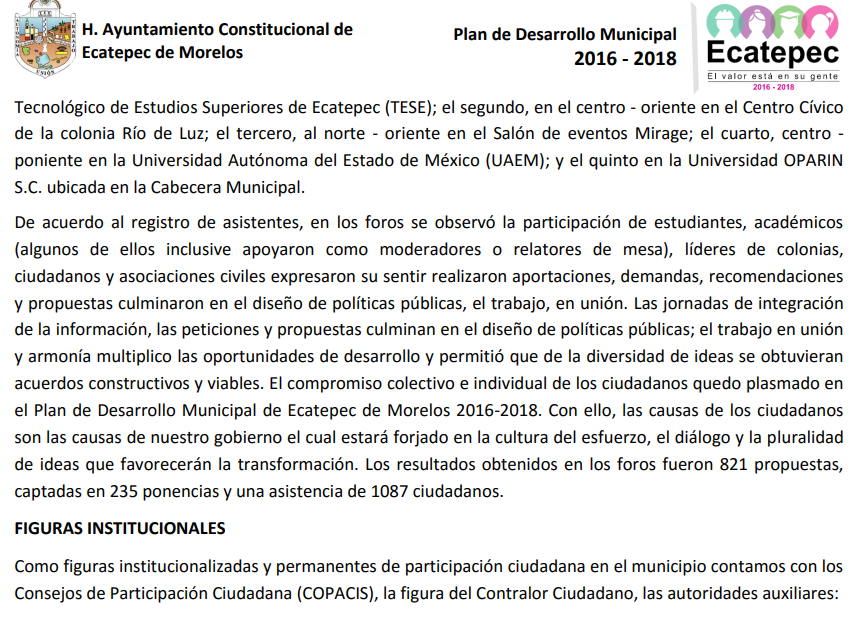 H. Ayuntamiento Constitucional de
Ecatepec de Morelos
Plan de Desarrollo Municipal
2016 - 2018
Ecatepec
El valor está en su gente
2016 - 2018
Tecnológico de Estudios Superiores de Ecatepec (TESE); el segundo, en el centro - oriente en el Centro Cívico
de la colonia Río de Luz; el tercero, al norte - oriente en el Salón de eventos Mirage; el cuarto, centro -
poniente en la Universidad Autónoma del Estado de México (UAEM); y el quinto en la Universidad OPARIN
S.C. ubicada en la Cabecera Municipal.
De acuerdo al registro de asistentes, en los foros se observó la participación de estudiantes, académicos
(algunos de ellos inclusive apoyaron como moderadores o relatores de mesa), líderes de colonias,
ciudadanos y asociaciones civiles expresaron su sentir realizaron aportaciones, demandas, recomendaciones
y propuestas culminaron en el diseño de políticas públicas, el trabajo, en unión. Las jornadas de integración
de la información, las peticiones y propuestas culminan en el diseño de políticas públicas; el trabajo en unión
y armonía multiplico las oportunidades de desarrollo y permitió que de la diversidad de ideas se obtuvieran
acuerdos constructivos y viables. El compromiso colectivo e individual de los ciudadanos quedo plasmado en
el Plan de Desarrollo Municipal de Ecatepec de Morelos 2016-2018. Con ello, las causas de los ciudadanos
son las causas de nuestro gobierno el cual estará forjado en la cultura del esfuerzo, el diálogo y la pluralidad
de ideas que favorecerán la transformación. Los resultados obtenidos en los foros fueron 821 propuestas,
captadas en 235 ponencias y una asistencia de 1087 ciudadanos.
FIGURAS INSTITUCIONALES
Como figuras institucionalizadas y permanentes de participación ciudadana en el municipio contamos con los
Consejos de Participación Ciudadana (COPACIS), la figura del Contralor Ciudadano, las autoridades auxiliares: